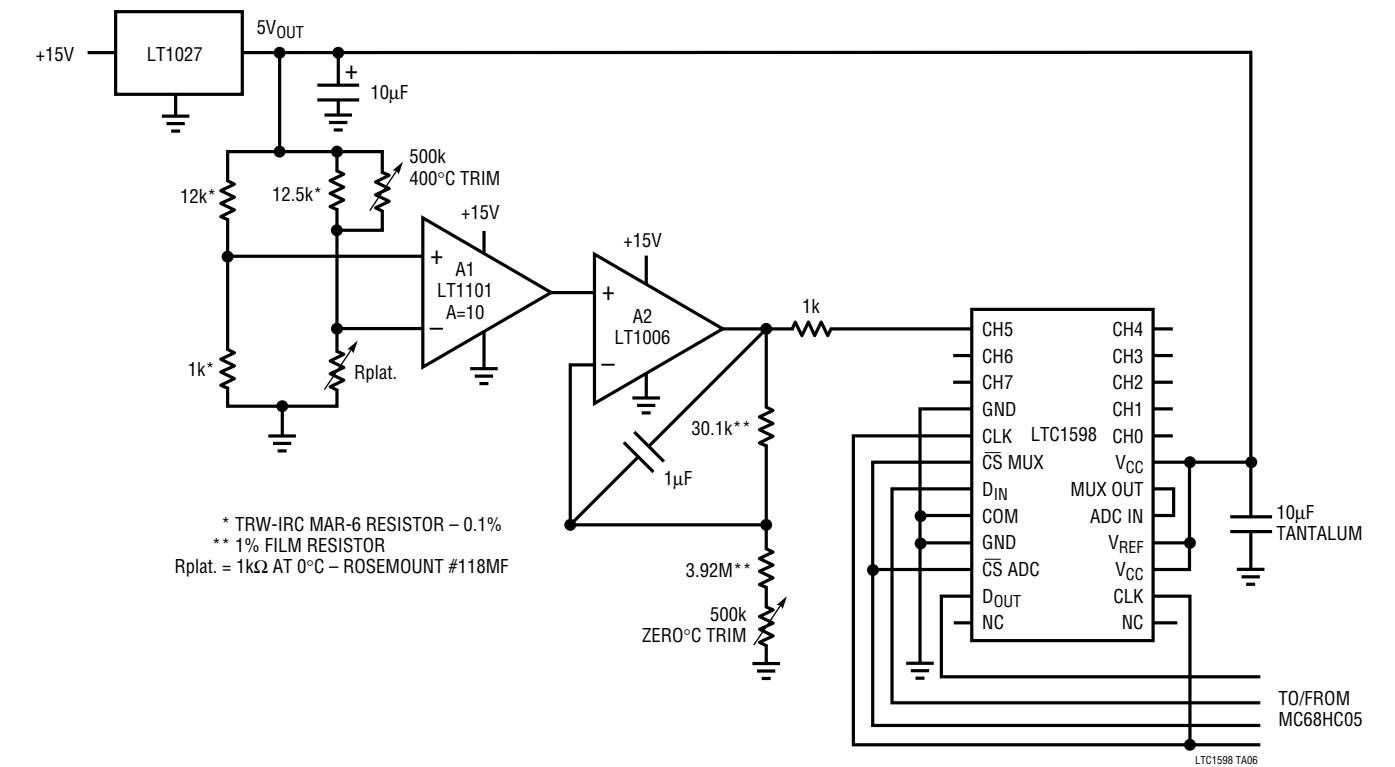 +15V
LT1027
5VOUT
+
10µF
12k*
12.5k*
500k
400°C TRIM
1k*
Rplat.
+15V
+
A1
LT1101
A=10
−
+15V
+
A2
LT1006
−
1k
30.1k**
1µF
3.92M**
500k
ZERO°C TRIM
* TRW-IRC MAR-6 RESISTOR – 0.1%
** 1% FILM RESISTOR
Rplat. = 1kΩ AT 0°C – ROSEMOUNT #118MF
CH5
CH6
CH7
GND
CLK
C̅S̅ MUX
DIN
COM
GND
C̅S̅ ADC
DOUT
NC
LTC1598
CH4
CH3
CH2
CH1
CH0
VCC
MUX OUT
ADC IN
VREF
VCC
CLK
NC
10µF
TANTALUM
TO/FROM
MC68HC05
LTC1598 TA06